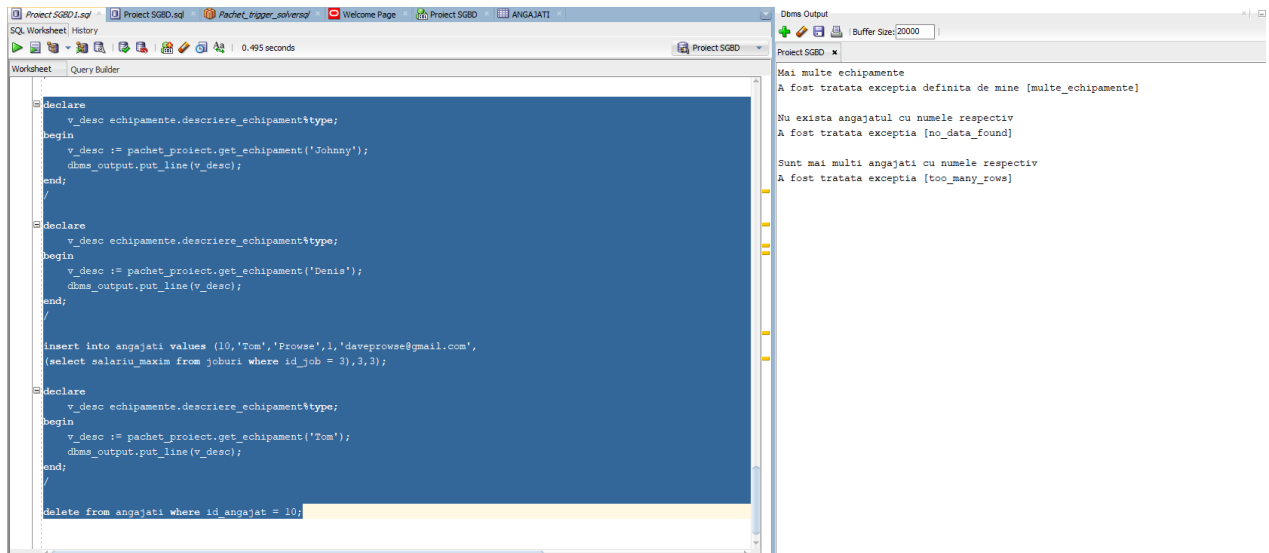 Proiect SGBD1.sql
Proiect SGBD.sql
Pachet_trigger_solversql
Welcome Page
Proiect SGBD
ANGAJATI
SQL Worksheet History
0.495 seconds
Proiect SGBD
Worksheet Query Builder
declare
v_desc echipamente.descriere_echipament%type;
begin
v_desc := pachet_proiect.get_echipament('Johnny');
dbms_output.put_line(v_desc);
end;
/
declare
v_desc echipamente.descriere_echipament%type;
begin
v_desc := pachet_proiect.get_echipament('Denis');
dbms_output.put_line(v_desc);
end;
/
insert into angajati values (10,'Tom','Prowse',1,'daveprowse@gmail.com',
(select salariu_maxim from joburi where id_job = 3),3,3);
declare
v_desc echipamente.descriere_echipament%type;
begin
v_desc := pachet_proiect.get_echipament('Tom');
dbms_output.put_line(v_desc);
end;
/
delete from angajati where id_angajat = 10;
Dbms Output
Buffer Size: 20000
Proiect SGBD
Mai multe echipamente
A fost tratata exceptia definita de mine [multe_echipamente]
Nu exista angajatul cu numele respectiv
A fost tratata exceptia [no_data_found]
Sunt mai multi angajati cu numele respectiv
A fost tratata exceptia [too_many_rows]